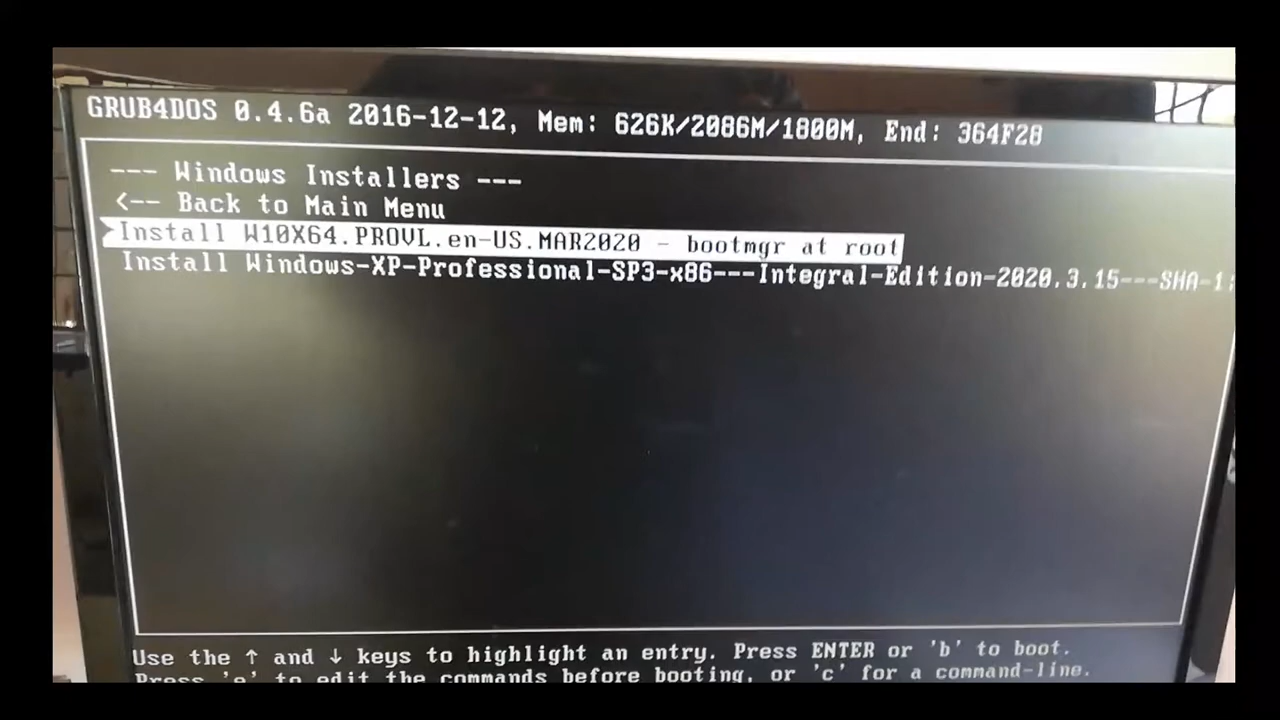 GRUB4DOS 0.4.6a 2016-12-12, Mem: 626K/2086M/1800M, End: 364F28
--- Windows Installers ---
<-- Back to Main Menu
Install W10X64.PROVL.en-US.MAR2020 - bootmgr at root
Install Windows-XP-Professional-SP3-x86---Integral-Edition-2020.3.15---SHA-1
Use the ↑ and ↓ keys to highlight an entry. Press ENTER or 'b' to boot.
Press 'e' to edit the commands before booting, or 'c' for a command-line.